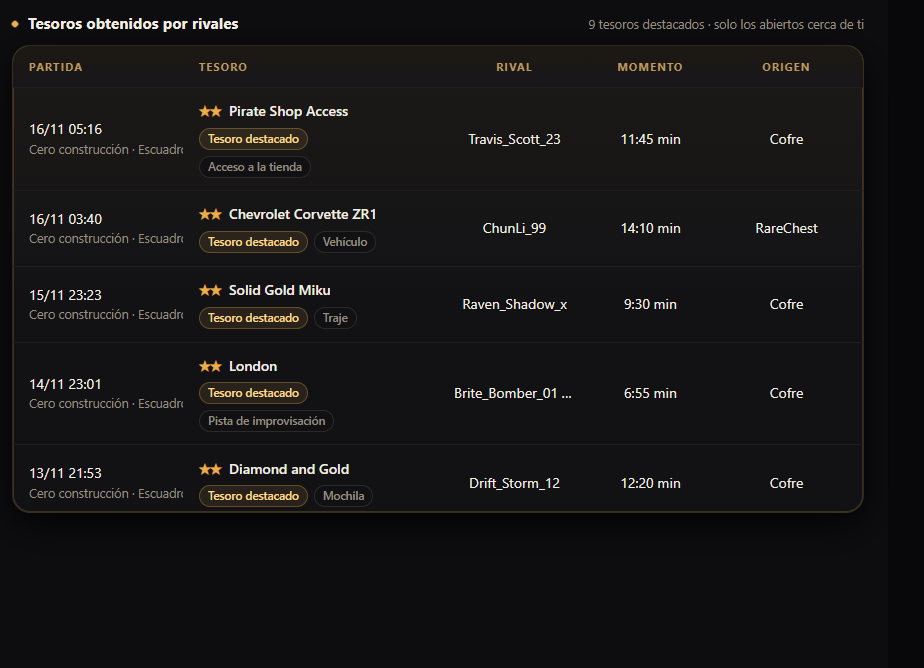 Tesoros obtenidos por rivales
9 tesoros destacados · solo los abiertos cerca de ti
PARTIDA TESORO RIVAL MOMENTO ORIGEN
16/11 05:16
Cero construcción · Escuadro
★★ Pirate Shop Access
Tesoro destacado
Acceso a la tienda
Travis_Scott_23
11:45 min
Cofre
16/11 03:40
Cero construcción · Escuadro
★★ Chevrolet Corvette ZR1
Tesoro destacado Vehículo
ChunLi_99
14:10 min
RareChest
15/11 23:23
Cero construcción · Escuadro
★★ Solid Gold Miku
Tesoro destacado Traje
Raven_Shadow_x
9:30 min
Cofre
14/11 23:01
Cero construcción · Escuadro
★★ London
Tesoro destacado
Pista de improvisación
Brite_Bomber_01 ...
6:55 min
Cofre
13/11 21:53
Cero construcción · Escuadro
★★ Diamond and Gold
Tesoro destacado Mochila
Drift_Storm_12
12:20 min
Cofre